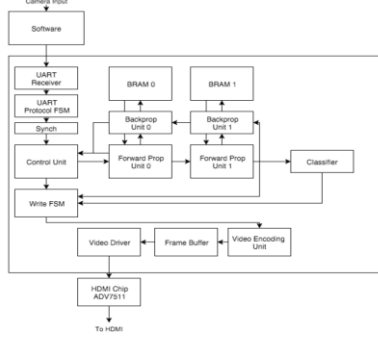 Camera Input
Software
UART
Receiver
UART
Protocol FSM
Synch
Control Unit
Write FSM
BRAM 0
BRAM 1
Backprop
Unit 0
Backprop
Unit 1
Forward Prop
Unit 0
Forward Prop
Unit 1
Classifier
Video Driver
Frame Buffer
Video Encoding
Unit
HDMI Chip
ADV7511
To HDMI